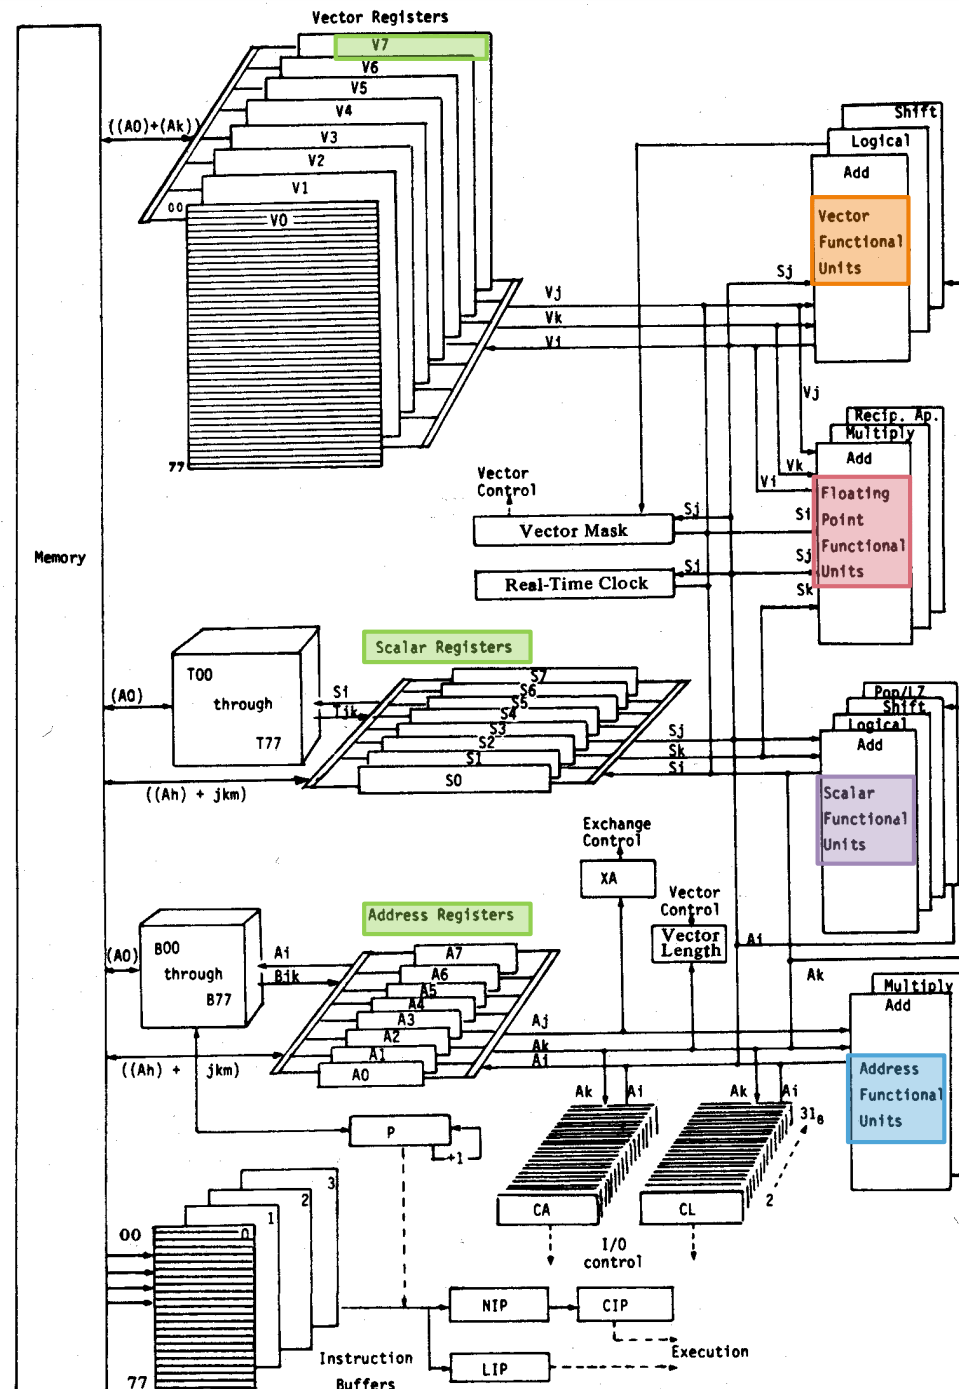 Vector Registers
V7
V6
V5
V4
V3
V2
V1
V0
00
77
((A0)+(Ak))
Memory
Shift
Logical
Add
Vector
Functional
Units
Sj
Vj
Vk
Vi
Vj
Vk
Vi
Recip. Ap.
Multiply
Add
Floating
Point
Functional
Units
Si
Sj
Sk
Vector
Control
Vector Mask
Sj
Real-Time Clock
Si
T00
through
T77
(A0)
Si
Tjk
Scalar Registers
S7
S6
S5
S4
S3
S2
S1
S0
((Ah) + jkm)
Sj
Sk
Si
Pop/LZ
Shift
Logical
Add
Scalar
Functional
Units
Exchange
Control
XA
Vector
Control
Vector
Length
Ai
Ak
Address Registers
A7
A6
A5
A4
A3
A2
A1
A0
B00
through
B77
(A0)
Ai
Bjk
((Ah) + jkm)
Aj
Ak
Ai
Multiply
Add
Address
Functional
Units
Ak
Ai
Ak
Ai
CA
CL
31₈
2
I/O
control
P
+1
3
2
1
0
00
77
Instruction
Buffers
NIP
CIP
LIP
Execution